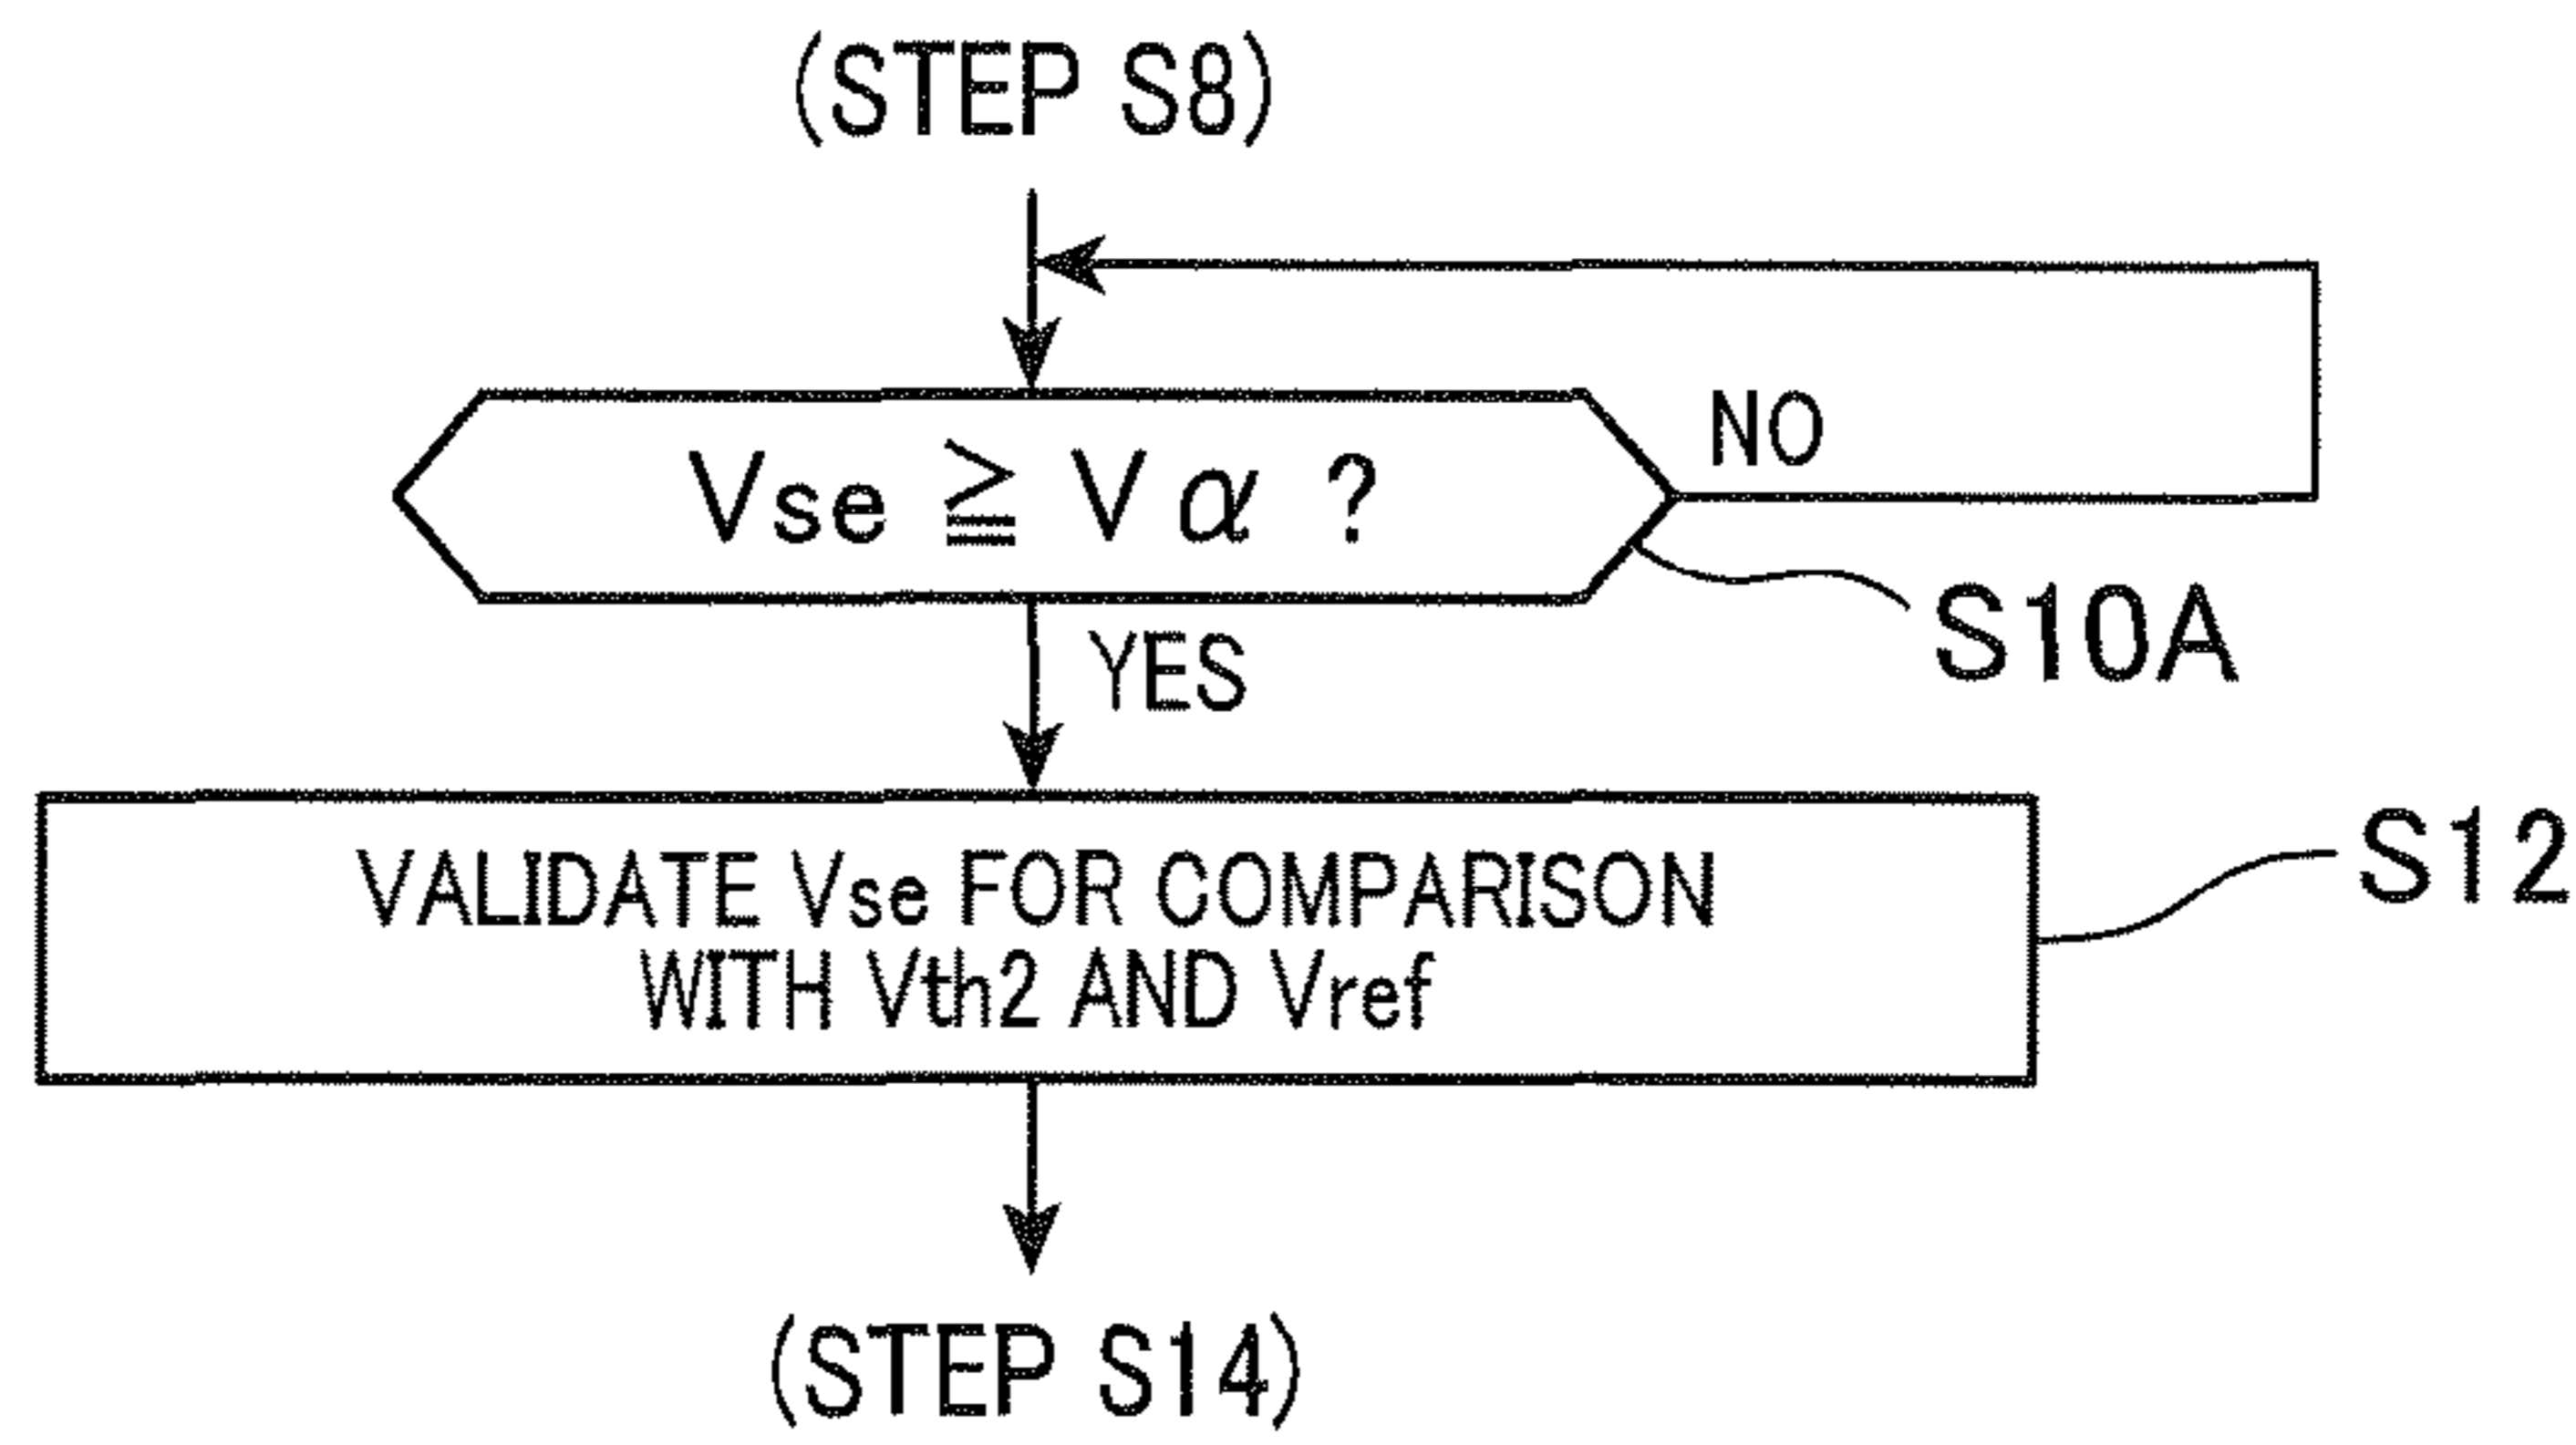 (STEP S8)
Vse ≧ Vα ?
NO
S10A
YES
VALIDATE Vse FOR COMPARISON
WITH Vth2 AND Vref
S12
(STEP S14)